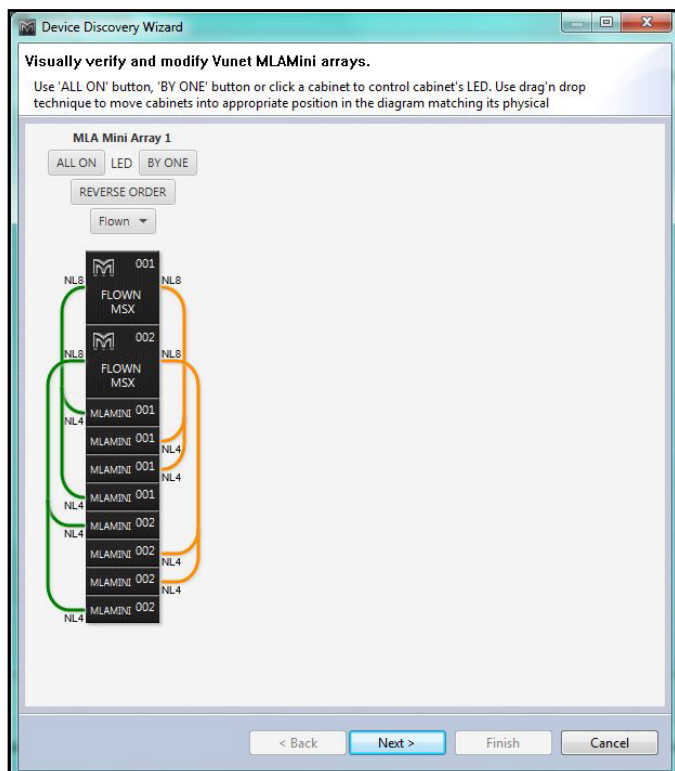 Device Discovery Wizard
Visually verify and modify Vunet MLAMini arrays.
Use 'ALL ON' button, 'BY ONE' button or click a cabinet to control cabinet's LED. Use drag'n drop
technique to move cabinets into appropriate position in the diagram matching its physical
MLA Mini Array 1
ALL ON LED BY ONE
REVERSE ORDER
Flown
001
NL8 NL8
FLOWN
MSX
002
NL8 NL8
FLOWN
MSX
MLAMINI 001
NL4
MLAMINI 001
NL4
MLAMINI 001
NL4
MLAMINI 001
NL4
MLAMINI 002
NL4
MLAMINI 002
NL4
MLAMINI 002
NL4
MLAMINI 002
NL4
< Back Next > Finish Cancel